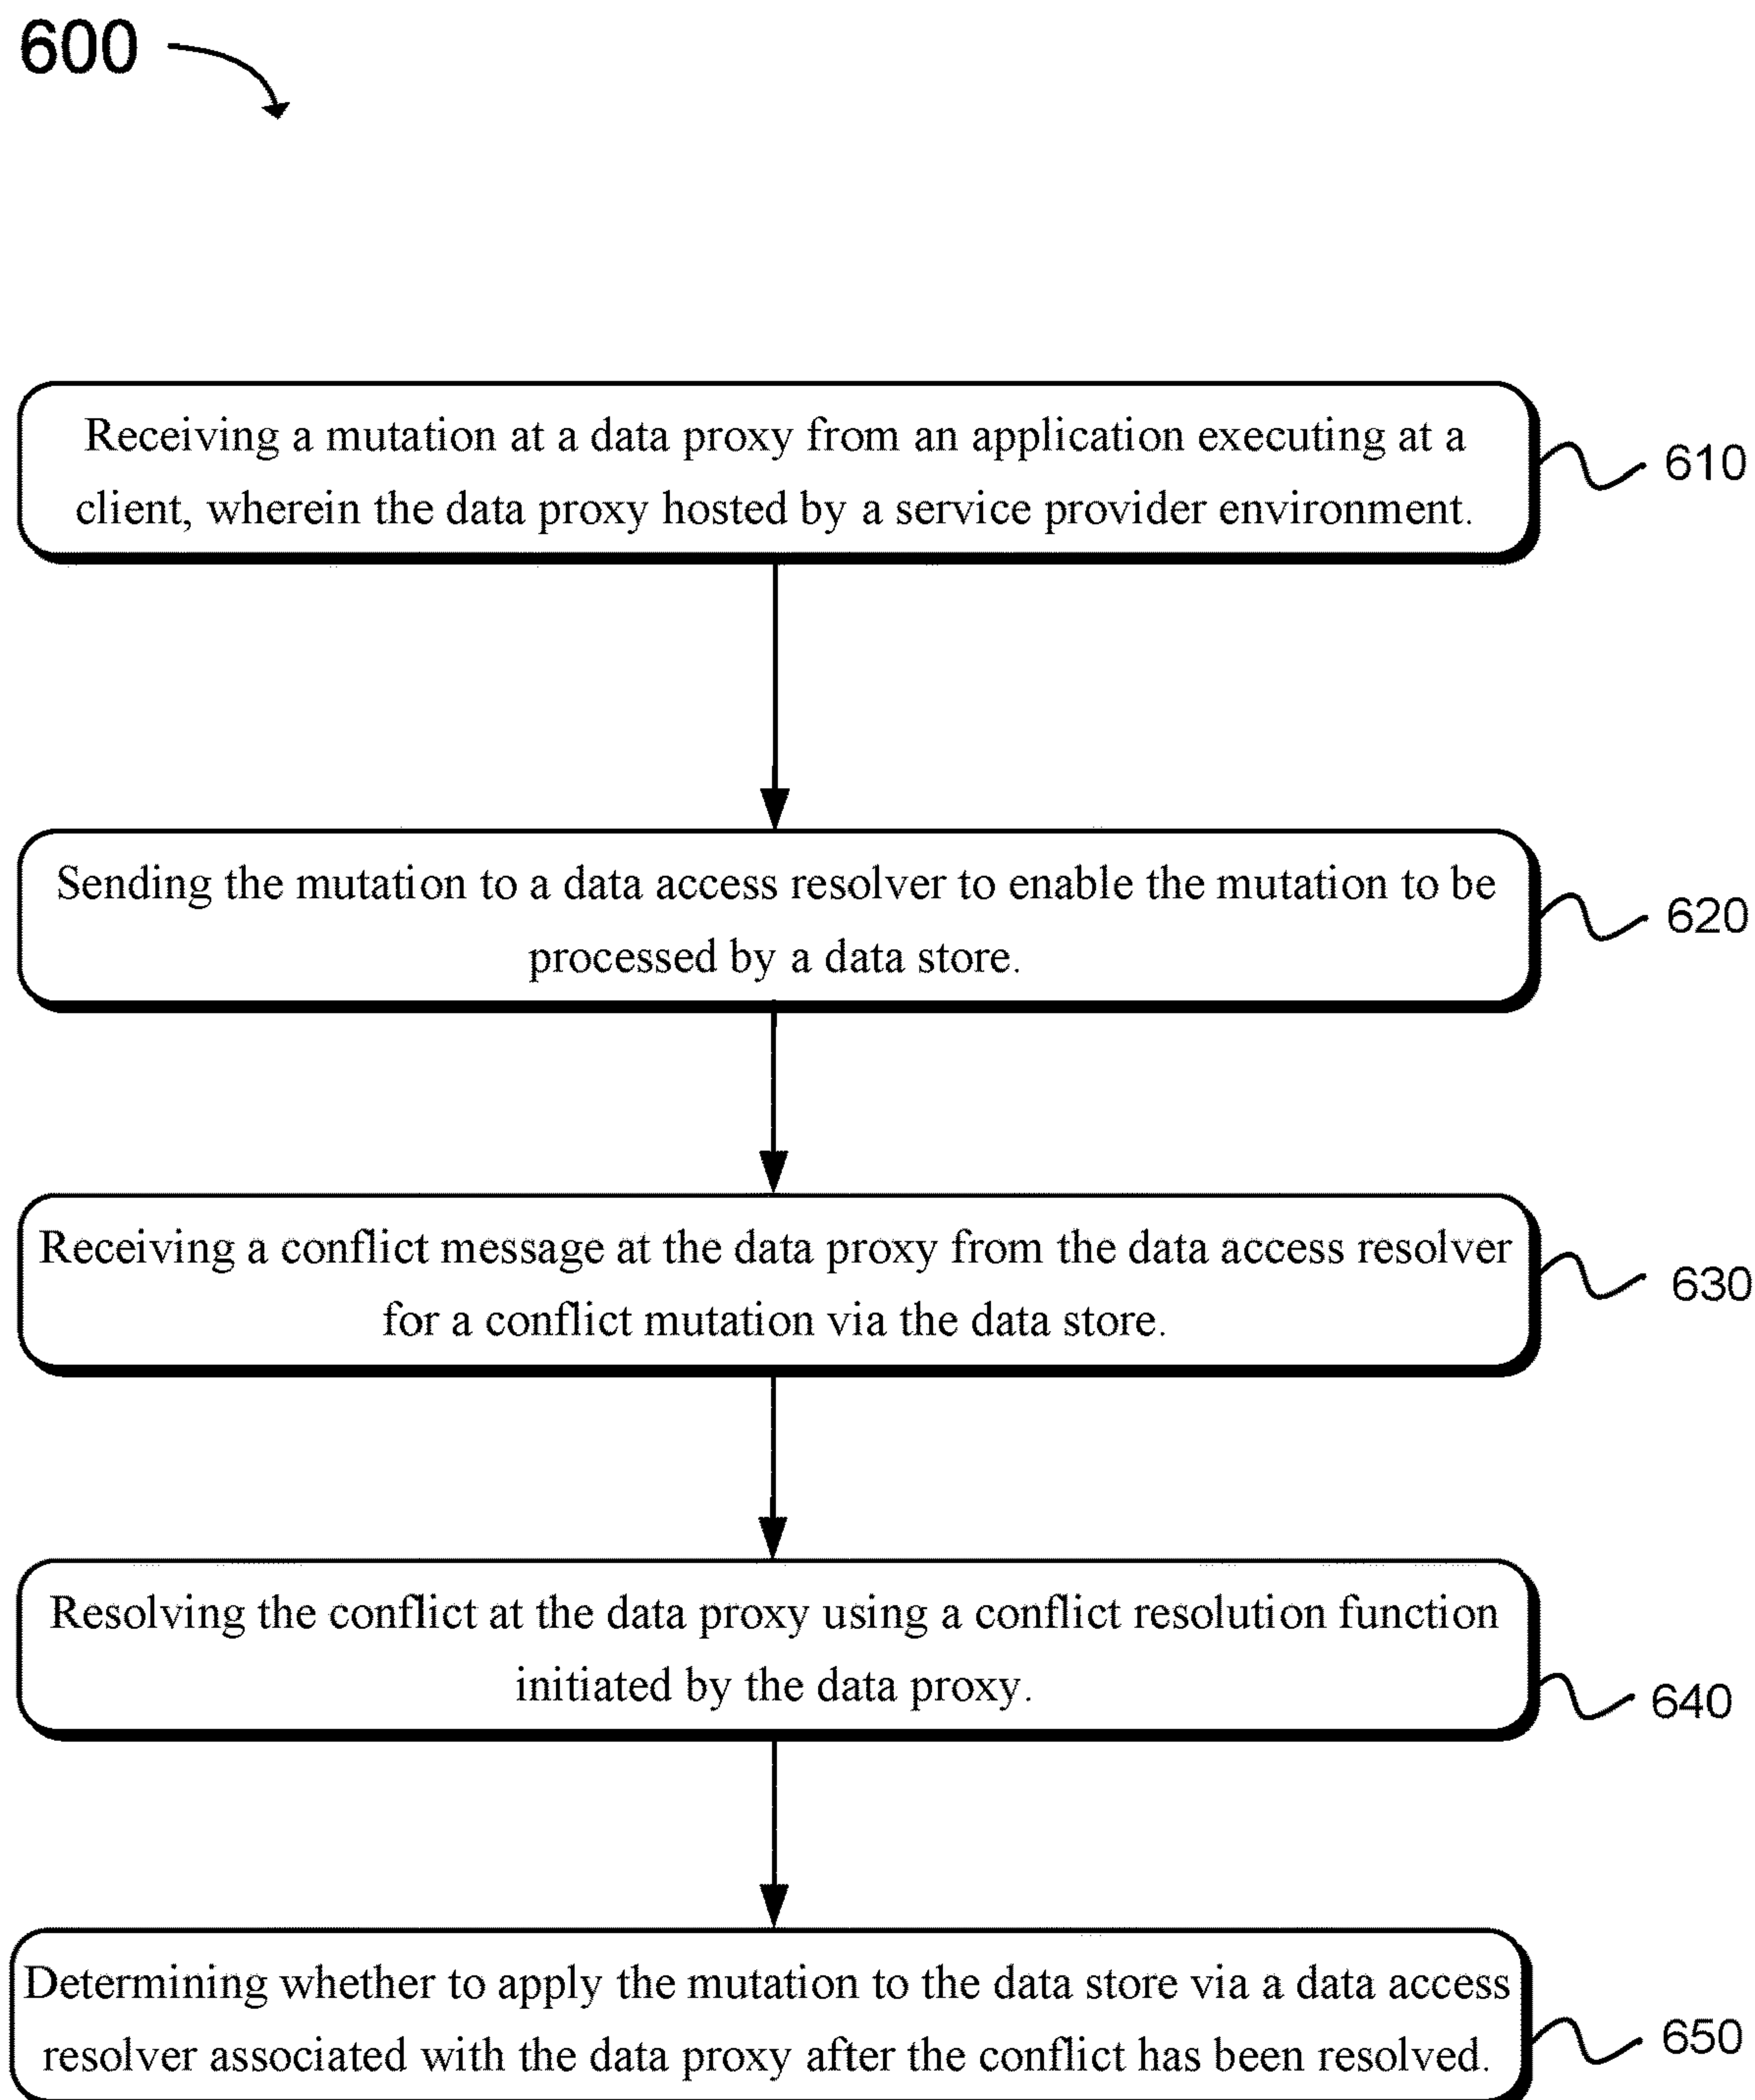 600
Receiving a mutation at a data proxy from an application executing at a
client, wherein the data proxy hosted by a service provider environment.
610
Sending the mutation to a data access resolver to enable the mutation to be
processed by a data store.
620
Receiving a conflict message at the data proxy from the data access resolver
for a conflict mutation via the data store.
630
Resolving the conflict at the data proxy using a conflict resolution function
initiated by the data proxy.
640
Determining whether to apply the mutation to the data store via a data access
resolver associated with the data proxy after the conflict has been resolved.
650